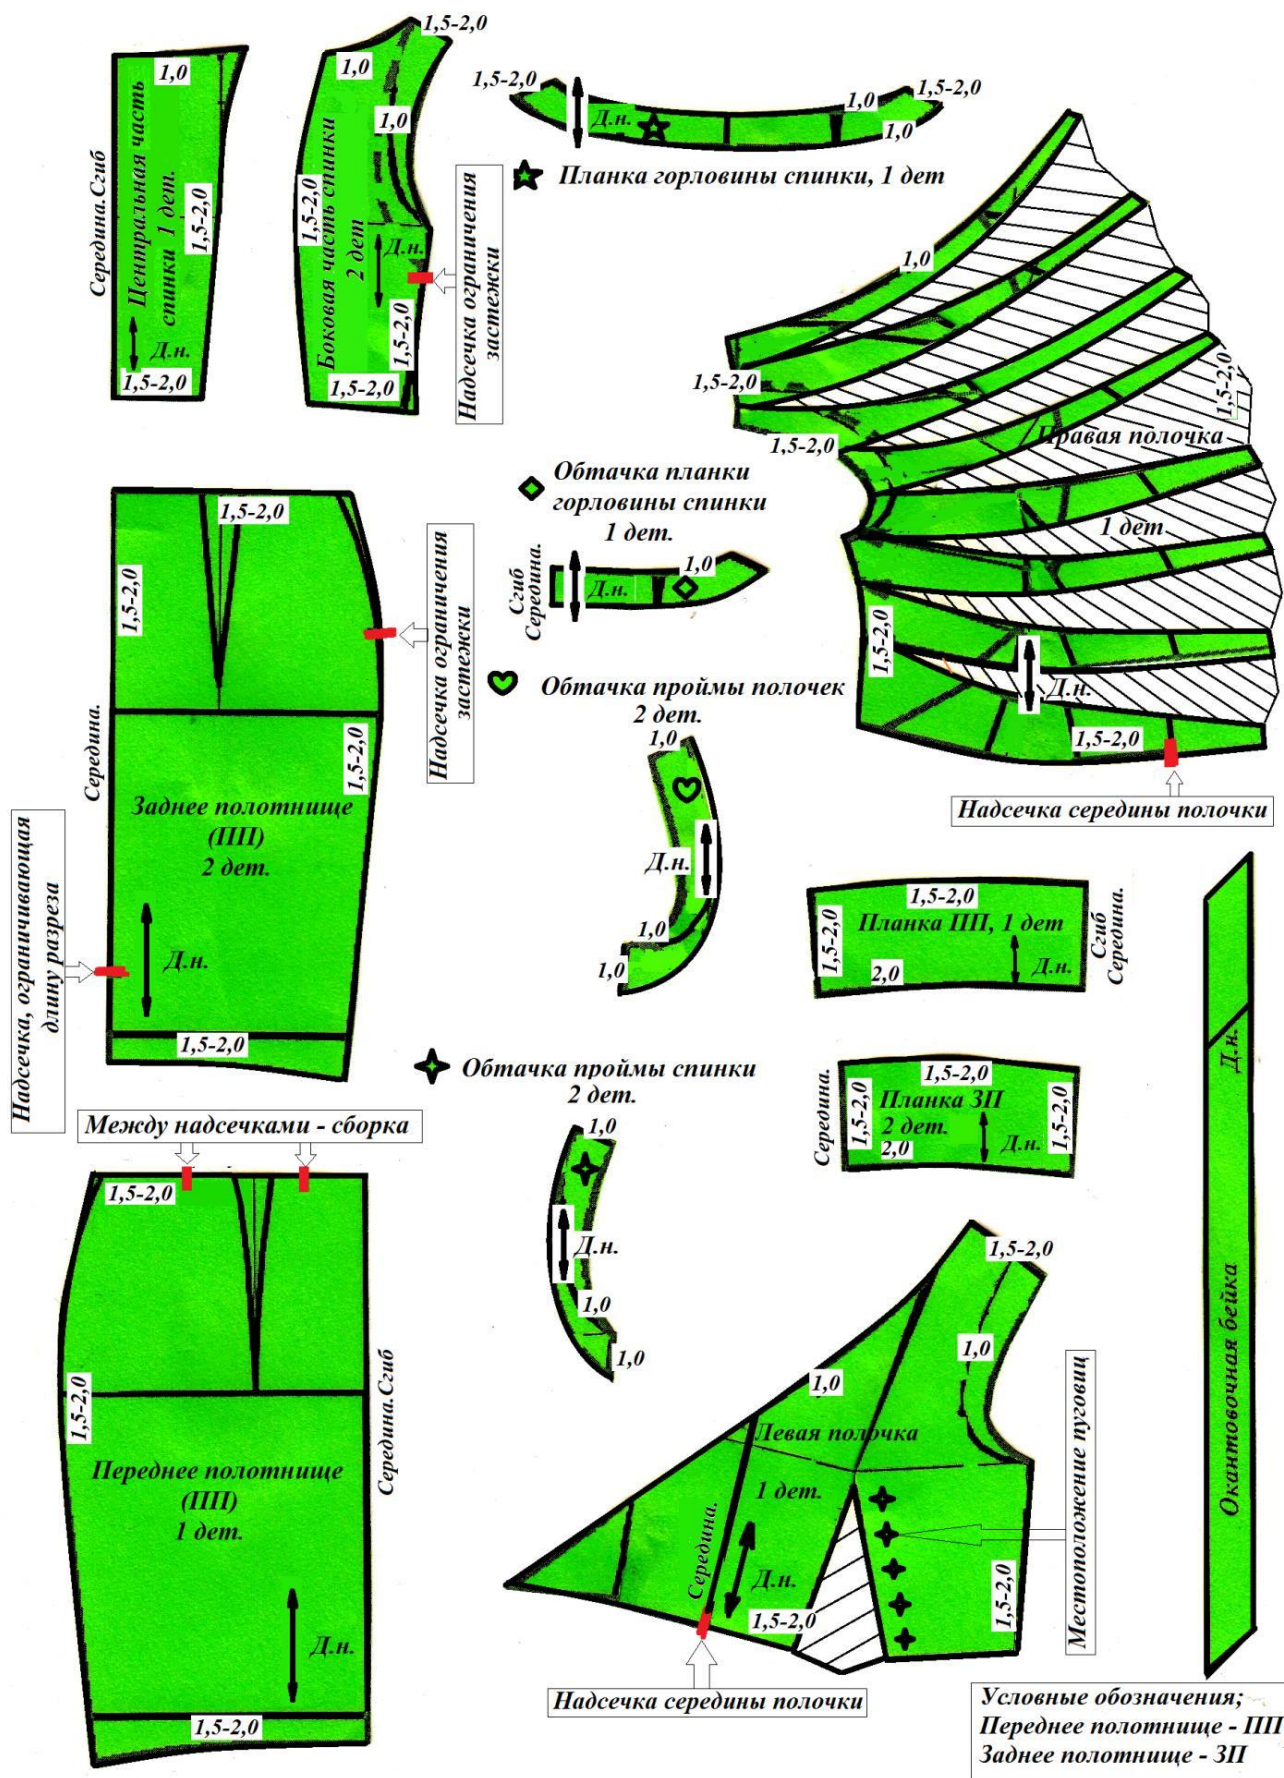 Середина.Сгиб
Центральная часть
спинки 1 дет.
1,0
1,5-2,0
Д.н.
1,5-2,0
1,5-2,0
1,0
1,0
1,5-2,0
Боковая часть спинки
2 дет
Д.н.
1,5-2,0
1,5-2,0
Надсечка ограничения
застежки
1,5-2,0
Д.н.
1,0
1,5-2,0
1,0
Планка горловины спинки, 1 дет
1,0
1,5-2,0
1,5-2,0
1,5-2,0
Правая полочка
1 дет
1,5-2,0
Д.н.
1,5-2,0
Надсечка середины полочки
Обтачка планки
горловины спинки
1 дет.
Сгиб
Середина.
Д.н.
1,0
1,5-2,0
1,5-2,0
Середина.
1,5-2,0
Надсечка ограничения
застежки
Заднее полотнище
(ПП)
2 дет.
Д.н.
1,5-2,0
Надсечка, ограничивающая
длину разреза
Обтачка проймы полочек
2 дет.
1,0
Д.н.
1,0
1,0
1,5-2,0
Планка ПП, 1 дет
1,5-2,0
2,0
Д.н.
Сгиб
Середина.
Обтачка проймы спинки
2 дет.
1,0
Д.н.
1,0
1,0
Середина.
1,5-2,0
1,5-2,0
Планка ЗП
2 дет.
2,0
Д.н.
1,5-2,0
Д.н.
Окантовочная бейка
Между надсечками - сборка
1,5-2,0
1,5-2,0
Середина.Сгиб
Переднее полотнище
(ПП)
1 дет.
Д.н.
1,5-2,0
1,5-2,0
1,0
1,0
Левая полочка
1 дет.
Середина.
Д.н.
1,5-2,0
1,5-2,0
Местоположение пуговиц
Надсечка середины полочки
Условные обозначения;
Переднее полотнище - ПП
Заднее полотнище - ЗП